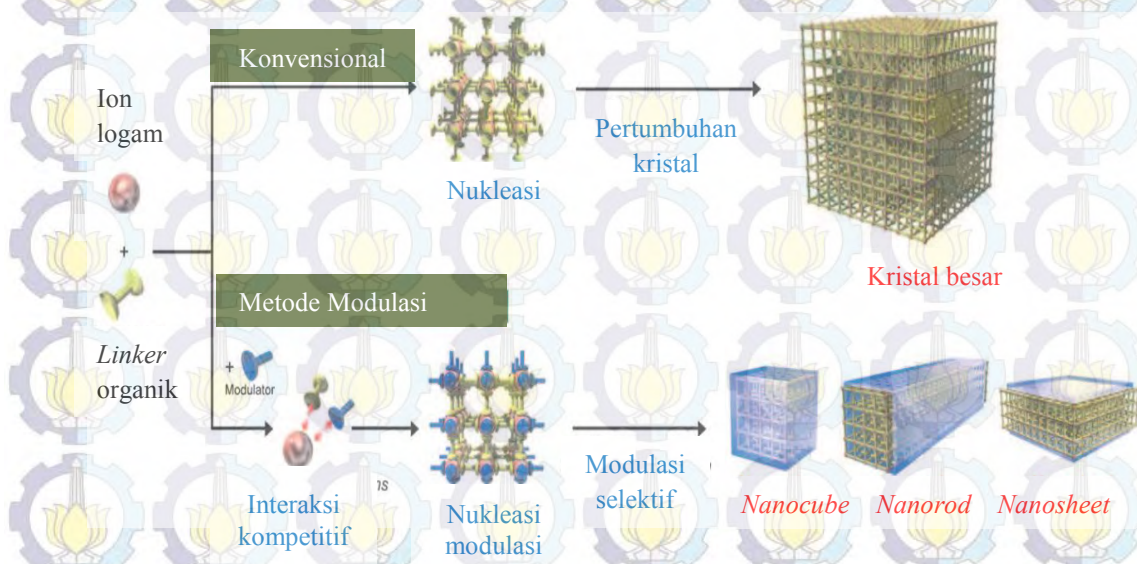 Konvensional
Ion
logam
Nukleasi
Pertumbuhan
kristal
Kristal besar
+
Metode Modulasi
Linker
organik
+
Modulator
ns
Interaksi
kompetitif
Nukleasi
modulasi
Modulasi
selektif
Nanocube
Nanorod
Nanosheet